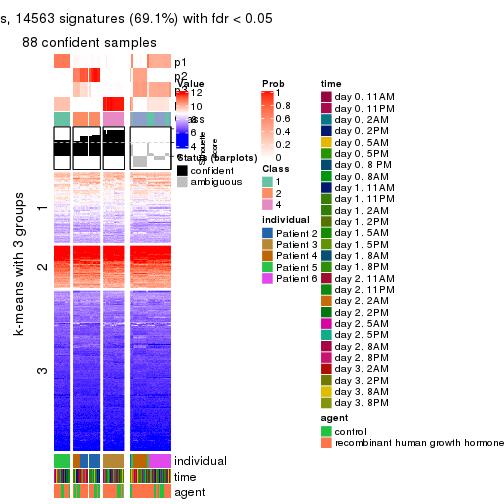 s, 14563 signatures (69.1%) with fdr < 0.05
88 confident samples
p1
p2
Value
12
10
6
4
Silhouette
score
Status (barplots)
confident
ambiguous
Prob
1
0.8
0.6
0.4
0.2
0
Class
1
2
4
individual
Patient 2
Patient 3
Patient 4
Patient 5
Patient 6
time
day 0. 11AM
day 0. 11PM
day 0. 2AM
day 0. 2PM
day 0. 5AM
day 0. 5PM
day 0. 8 PM
day 0. 8AM
day 1. 11AM
day 1. 11PM
day 1. 2AM
day 1. 2PM
day 1. 5AM
day 1. 5PM
day 1. 8AM
day 1. 8PM
day 2. 11AM
day 2. 11PM
day 2. 2AM
day 2. 2PM
day 2. 5AM
day 2. 5PM
day 2. 8AM
day 2. 8PM
day 3. 2AM
day 3. 2PM
day 3. 8AM
day 3. 8PM
agent
control
recombinant human growth hormone
k-means with 3 groups
1
2
3
individual
time
agent